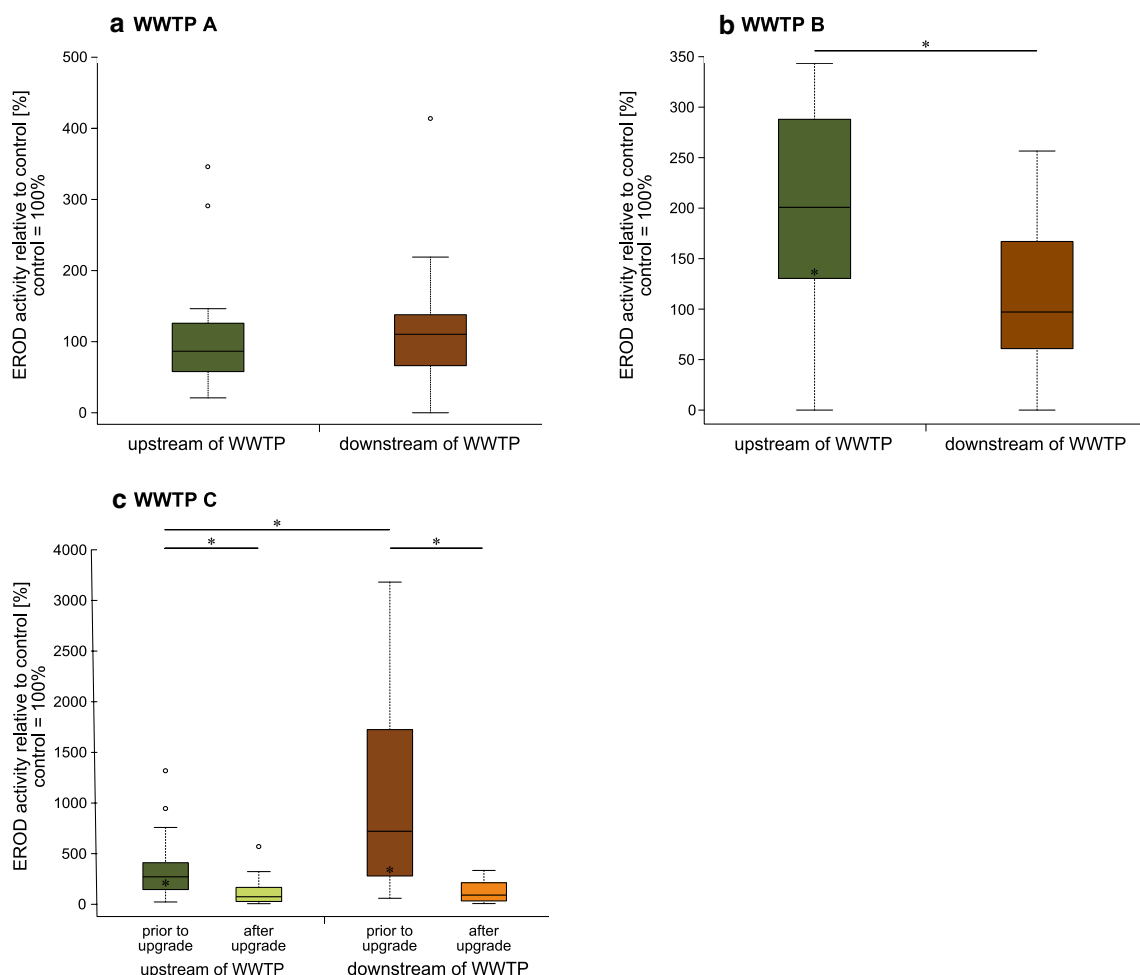 a WWTP A
EROD activity relative to control [%]
control = 100%
500
400
300
200
100
0
upstream of WWTP
downstream of WWTP
b WWTP B
*
EROD activity relative to control [%]
control = 100%
350
300
250
200
150
100
50
0
*
upstream of WWTP
downstream of WWTP
c WWTP C
*
* *
EROD activity relative to control [%]
control = 100%
4000
3000
2500
2000
1500
1000
500
0
* *
prior to after prior to after
upgrade upgrade upgrade upgrade
upstream of WWTP downstream of WWTP